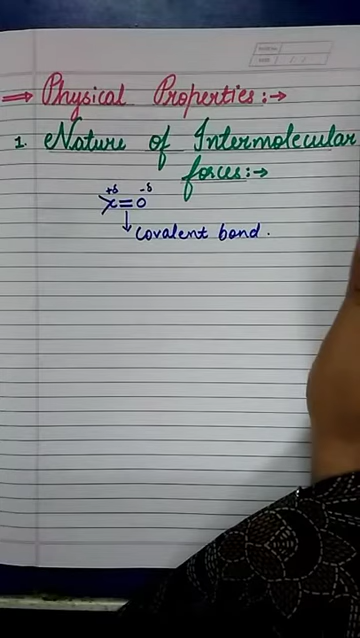 ⇒ Physical Properties:→
1. Nature of Intermolecular
forces:→
+δ -δ
>c=o
↓ covalent bond.